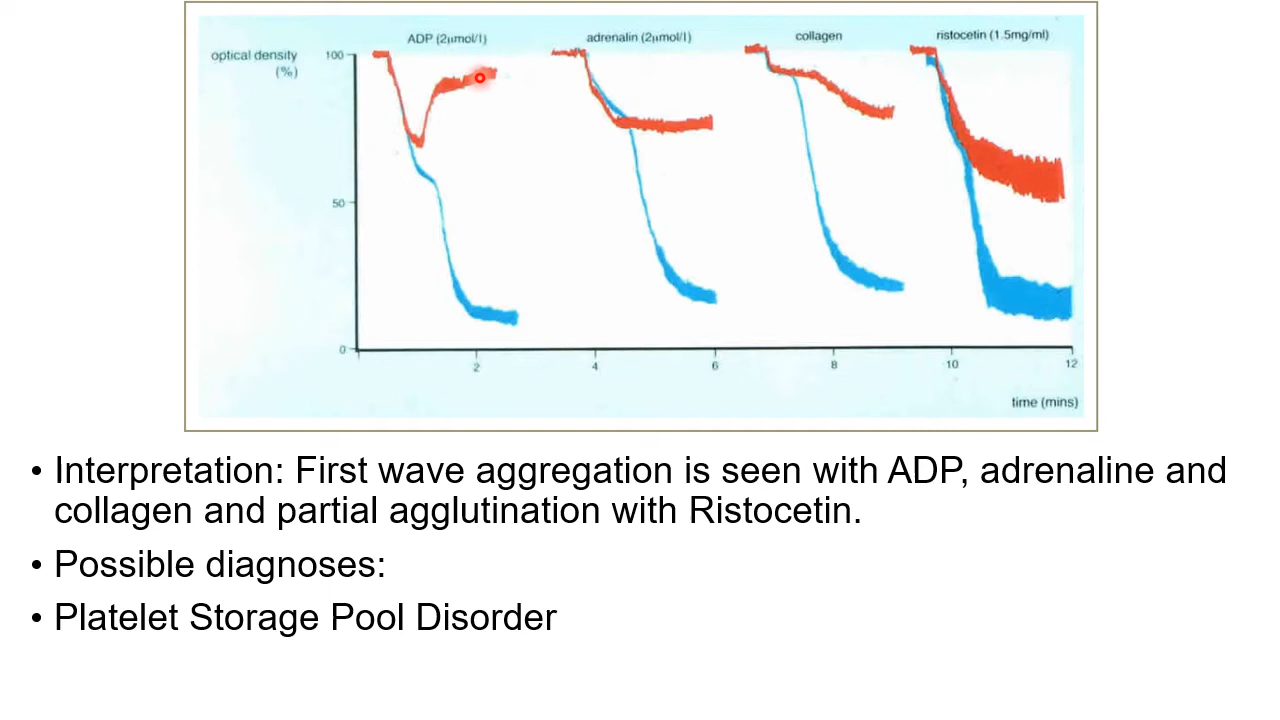 ADP (2μmol/l)
adrenalin (2μmol/l)
collagen
ristocetin (1.5mg/ml)
optical density
(%)
100
50
0
2
4
6
8
10
12
time (mins)
• Interpretation: First wave aggregation is seen with ADP, adrenaline and
collagen and partial agglutination with Ristocetin.
• Possible diagnoses:
• Platelet Storage Pool Disorder